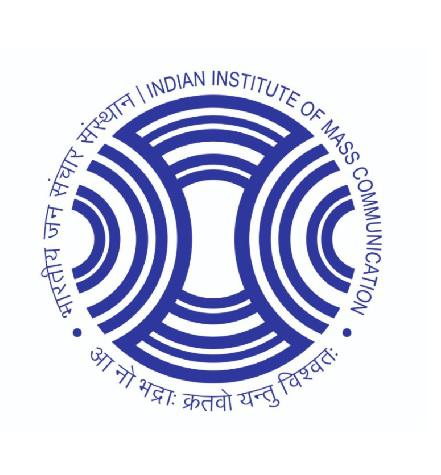 भारतीय जन संचार संस्थान | INDIAN INSTITUTE OF MASS COMMUNICATION
• आ नो भद्राः क्रतवो यन्तु विश्वतः •